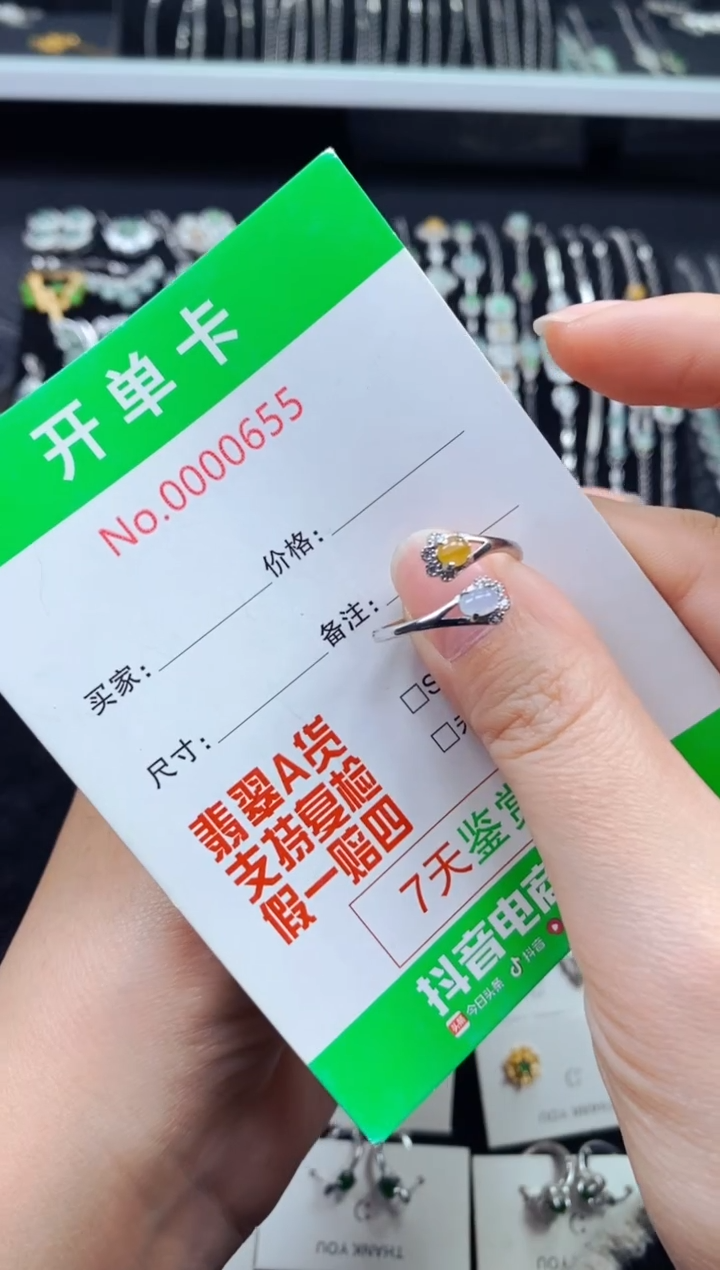 开单卡
No.0000655
买家:
价格:
尺寸:
备注:
翡翠A货
支持复检
假一赔四
7天鉴赏
抖音电商
今日头条 抖音
THANK YOU
THANK YOU